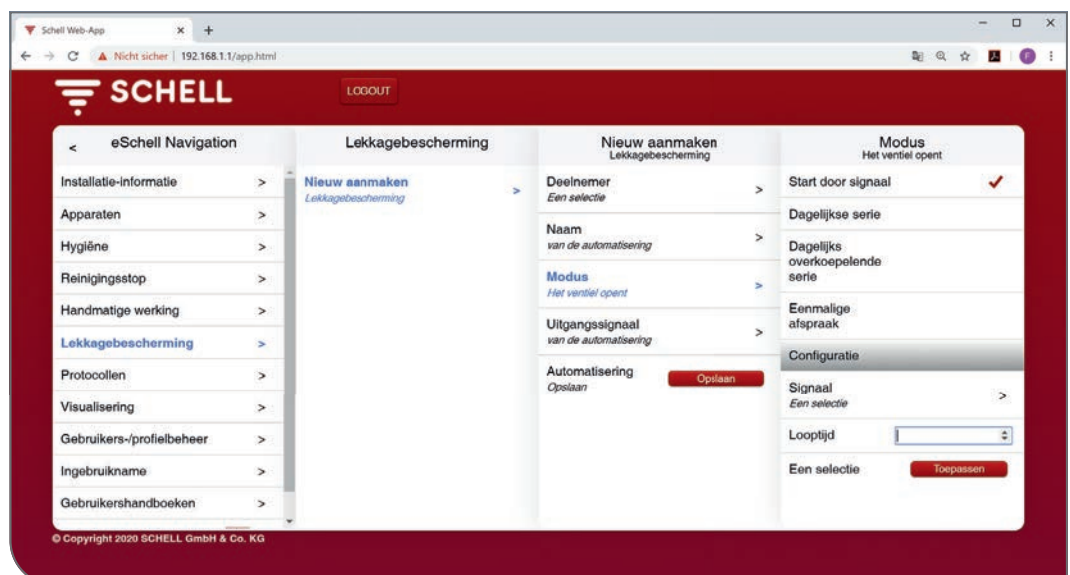 Schell Web-App
Nicht sicher | 192.168.1.1/app.html
F
SCHELL
LOGOUT
< eSchell Navigation
Installatie-informatie >
Apparaten >
Hygiëne >
Reinigingsstop >
Handmatige werking >
Lekkagebescherming >
Protocollen >
Visualisering >
Gebruikers-/profielbeheer >
Ingebruikname >
Gebruikershandboeken >
Lekkagebescherming
Nieuw aanmaken >
Lekkagebescherming
Nieuw aanmaken
Lekkagebescherming
Deelnemer >
Een selectie
Naam >
van de automatisering
Modus >
Het ventiel opent
Uitgangssignaal >
van de automatisering
Automatisering Opslaan
Opslaan
Modus
Het ventiel opent
Start door signaal
Dagelijkse serie
Dagelijks
overkoepelende
serie
Eenmalige
afspraak
Configuratie
Signaal >
Een selectie
Looptijd
Een selectie Toepassen
© Copyright 2020 SCHELL GmbH & Co. KG